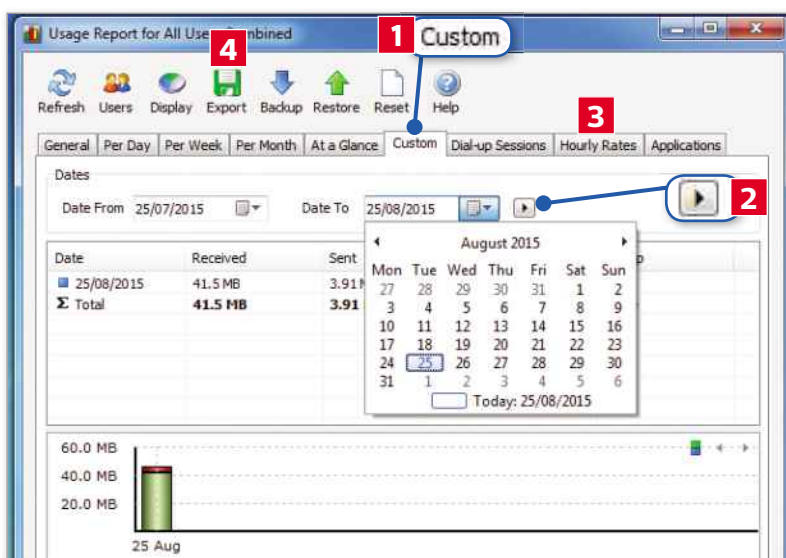 Usage Report for All Users Combined
4
1 Custom
Refresh Users Display Export Backup Restore Reset Help
3
General Per Day Per Week Per Month At a Glance Custom Dial-up Sessions Hourly Rates Applications
Dates
Date From 25/07/2015 Date To 25/08/2015
2
Date Received Sent
25/08/2015 41.5 MB 3.91
Σ Total 41.5 MB 3.91
August 2015
Mon Tue Wed Thu Fri Sat Sun
27 28 29 30 31 1 2
3 4 5 6 7 8 9
10 11 12 13 14 15 16
17 18 19 20 21 22 23
24 25 26 27 28 29 30
31 1 2 3 4 5 6
Today: 25/08/2015
60.0 MB
40.0 MB
20.0 MB
25 Aug